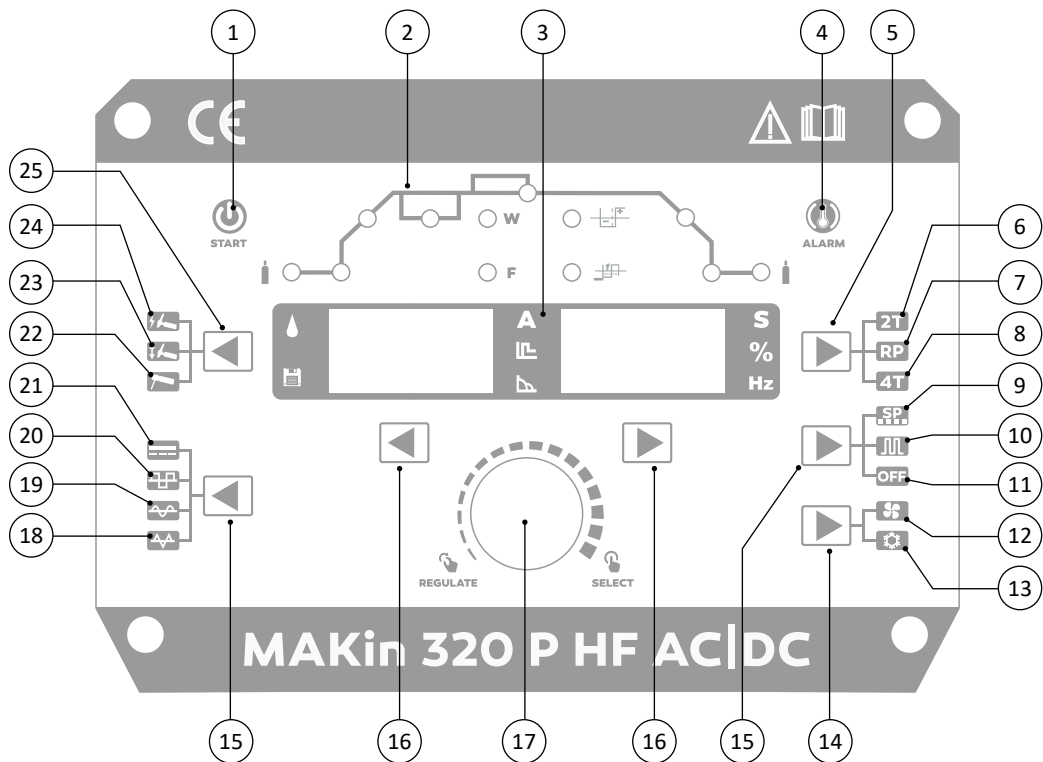 1 2 3 4 5
CE
25
24
23
22
21
20
19
18
START
W
F
ALARM
A
S
%
Hz
2T
RP
4T
SP
OFF
6
7
8
9
10
11
12
13
REGULATE
SELECT
MAKin 320 P HF AC|DC
15 16 17 16 15 14